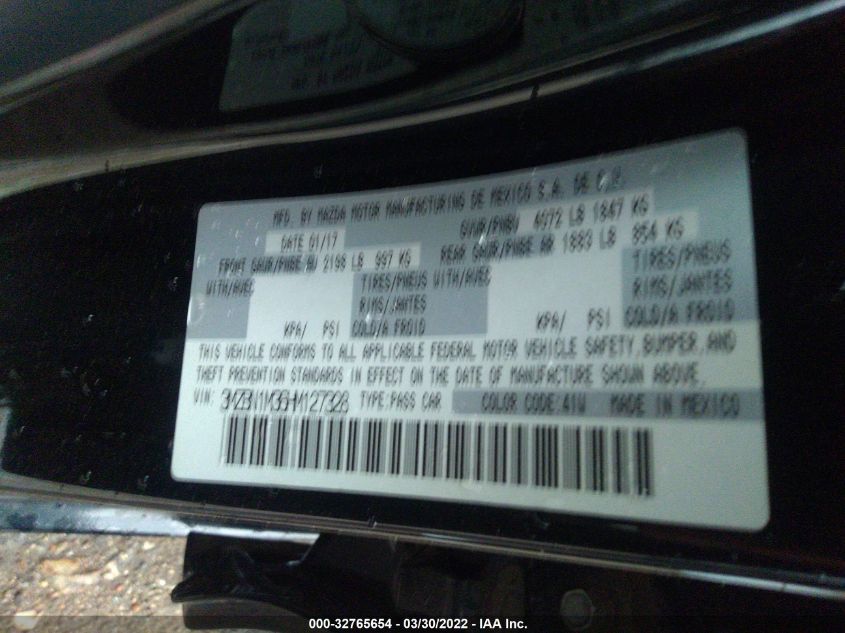 MFD. BY MAZDA MOTOR MANUFACTURING DE MEXICO S.A. DE C.V.
DATE 01/17 GVWR/PNBV 4072 LB 1847 KG
FRONT GAWR/PNBE AV 2198 LB 997 KG REAR GAWR/PNBE AR 1883 LB 854 KG
WITH/AVEC TIRES/PNEUS WITH/AVEC TIRES/PNEUS
RIMS/JANTES RIMS/JANTES
KPA/ PSI COLD/A FROID KPA/ PSI COLD/A FROID
THIS VEHICLE CONFORMS TO ALL APPLICABLE FEDERAL MOTOR VEHICLE SAFETY, BUMPER, AND
THEFT PREVENTION STANDARDS IN EFFECT ON THE DATE OF MANUFACTURE SHOWN ABOVE.
VIN: 3MZBN1M36HM127328 TYPE:PASS CAR COLOR CODE:41W MADE IN MEXICO
000-32765654 - 03/30/2022 - IAA Inc.